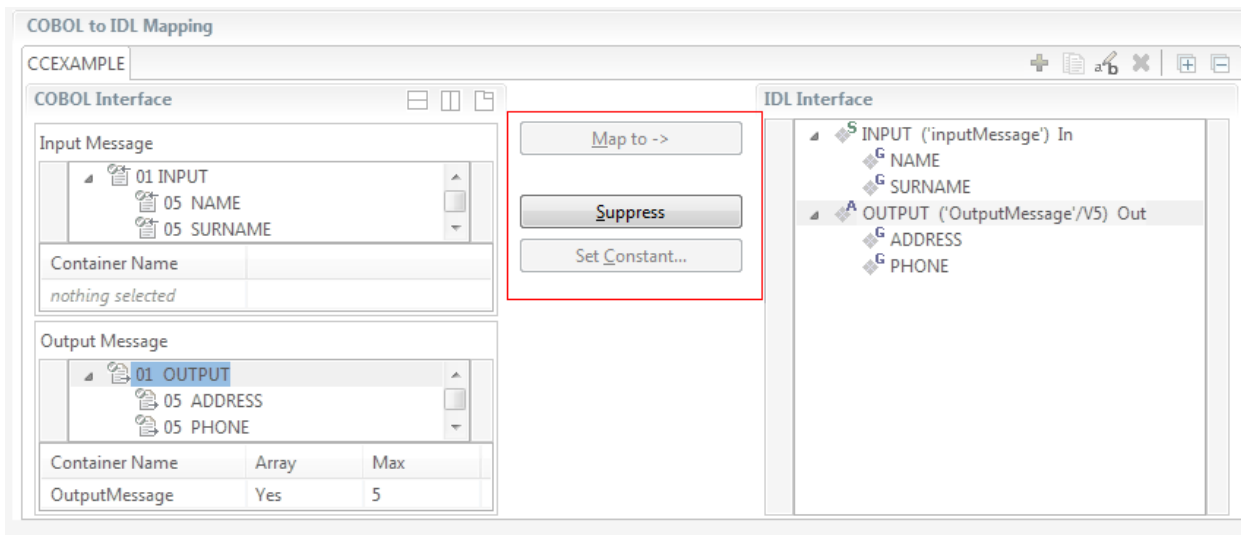 COBOL to IDL Mapping
CCEXAMPLE
COBOL Interface
Input Message
01 INPUT
05 NAME
05 SURNAME
Container Name
nothing selected
Output Message
01 OUTPUT
05 ADDRESS
05 PHONE
Container Name Array Max
OutputMessage Yes 5
Map to ->
Suppress
Set Constant...
ab
IDL Interface
S INPUT ('inputMessage') In
G NAME
G SURNAME
A OUTPUT ('OutputMessage'/V5) Out
G ADDRESS
G PHONE